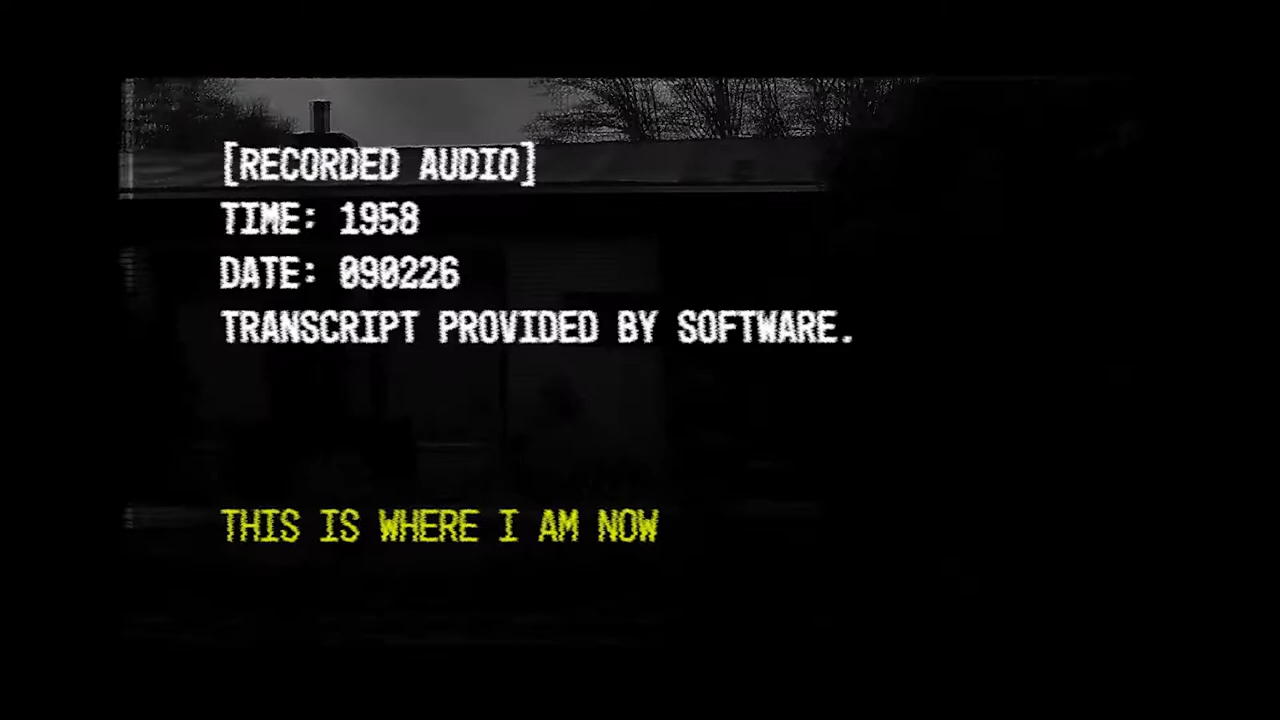 [RECORDED AUDIO]
TIME: 1958
DATE: 090226
TRANSCRIPT PROVIDED BY SOFTWARE.
THIS IS WHERE I AM NOW